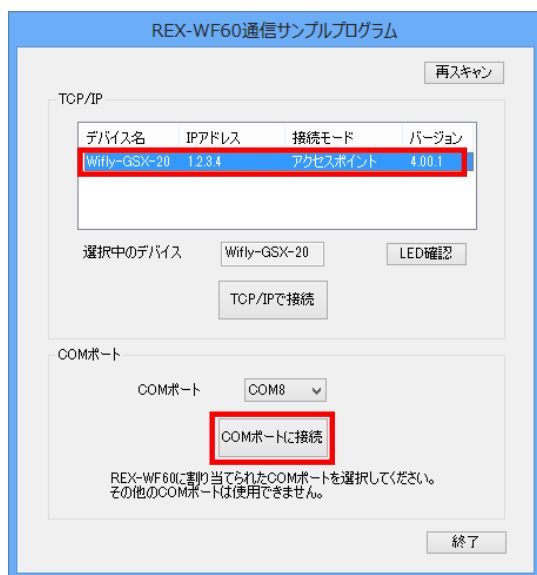 REX-WF60通信サンプルプログラム
再スキャン
TCP/IP
デバイス名 IPアドレス 接続モード バージョン
Wifly-GSX-20 1.2.3.4 アクセスポイント 4.00.1
選択中のデバイス Wifly-GSX-20 LED確認
TCP/IPで接続
COMポート
COMポート COM8
COMポートに接続
REX-WF60に割り当てられたCOMポートを選択してください。
その他のCOMポートは使用できません。
終了